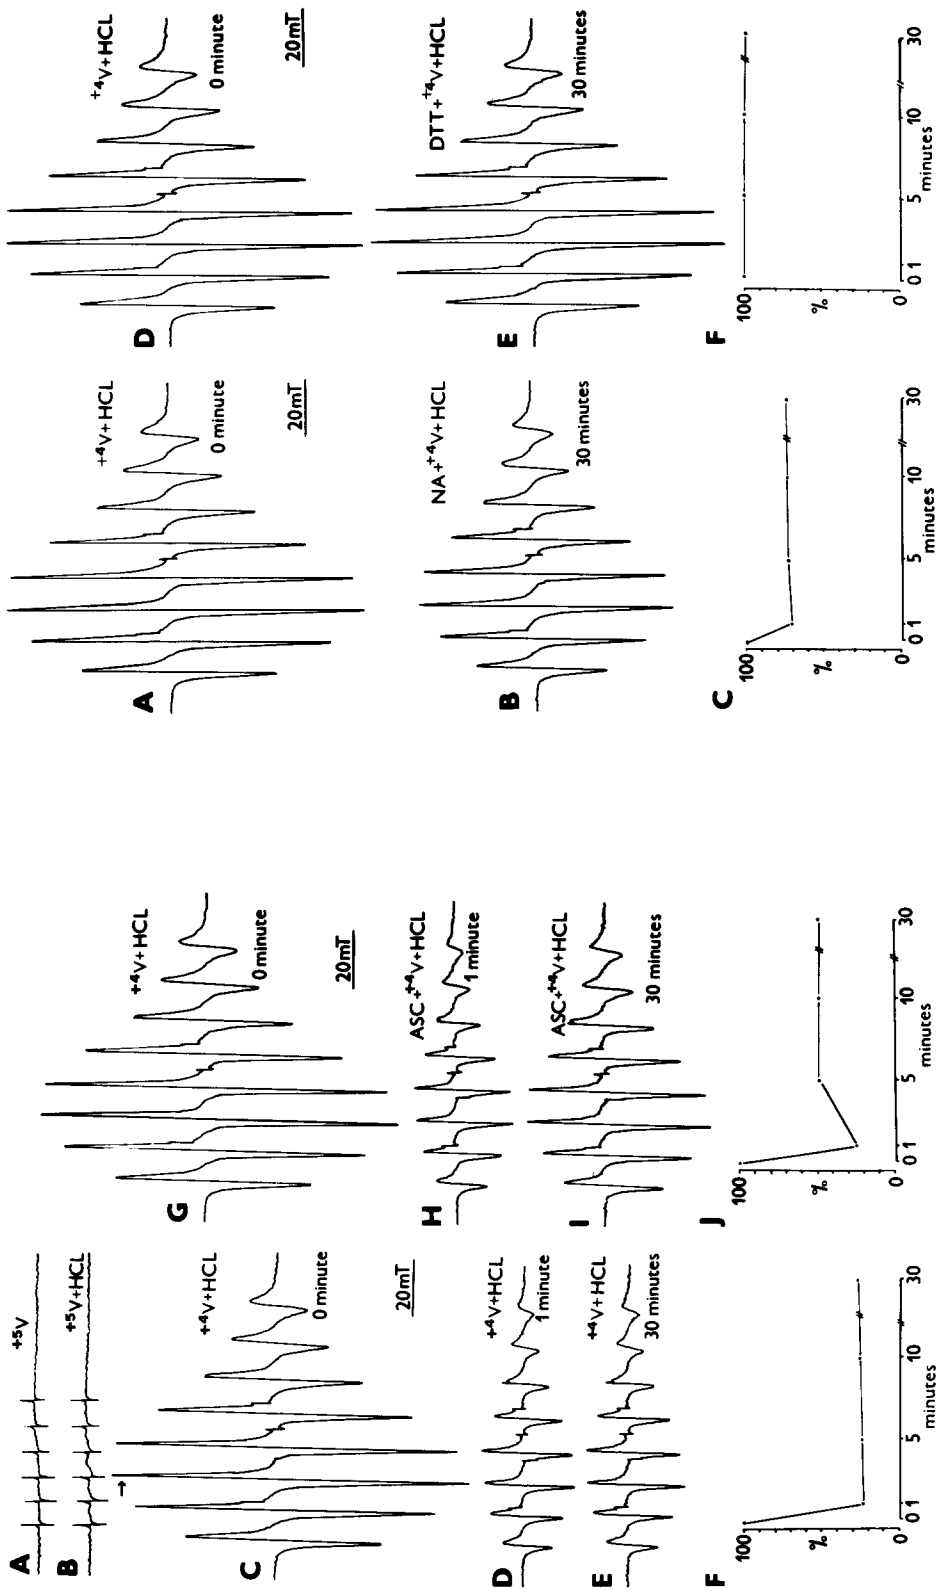 A
+5V
B
+5V+HCL
→
C
+4V+HCL
0 minute
20mT
D
+4V+HCL
1 minute
E
+4V+HCL
30 minutes
F
100
%
0
0 1 5 10 30
minutes
G
+4V+HCL
0 minute
20mT
H
ASC++4V+HCL
1 minute
I
ASC++4V+HCL
30 minutes
J
100
%
0
0 1 5 10 30
minutes
A
+4V+HCL
0 minute
20mT
B
NA++4V+HCL
30 minutes
C
100
%
0
0 1 5 10 30
minutes
D
+4V+HCL
0 minute
20mT
E
DTT++4V+HCL
30 minutes
F
100
%
0
0 1 5 10 30
minutes